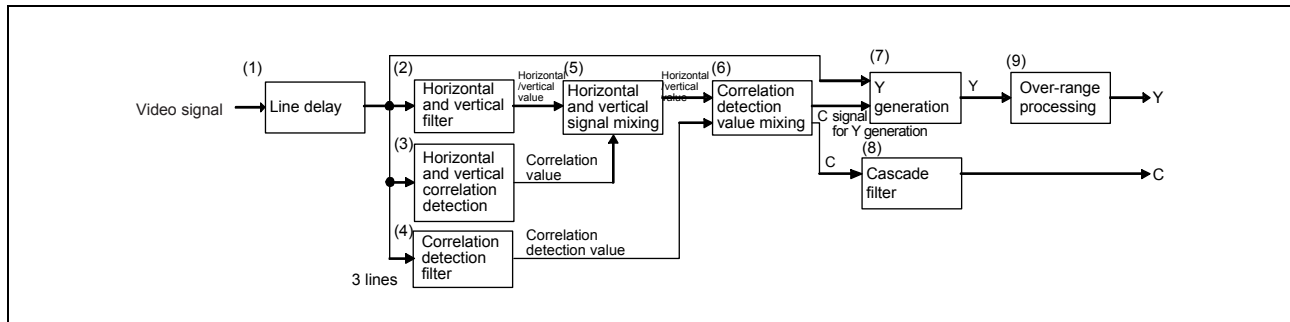 (1)
Video signal
Line delay
(2)
Horizontal
and vertical
filter
Horizontal
/vertical
value
(3)
Horizontal
and vertical
correlation
detection
Correlation
value
(4)
Correlation
detection
filter
3 lines
Correlation
detection value
(5)
Horizontal
and vertical
signal mixing
Horizontal
/vertical
value
(6)
Correlation
detection
value mixing
C signal
for Y generation
C
(7)
Y
generation
Y
(8)
Cascade
filter
C
(9)
Over-range
processing
Y